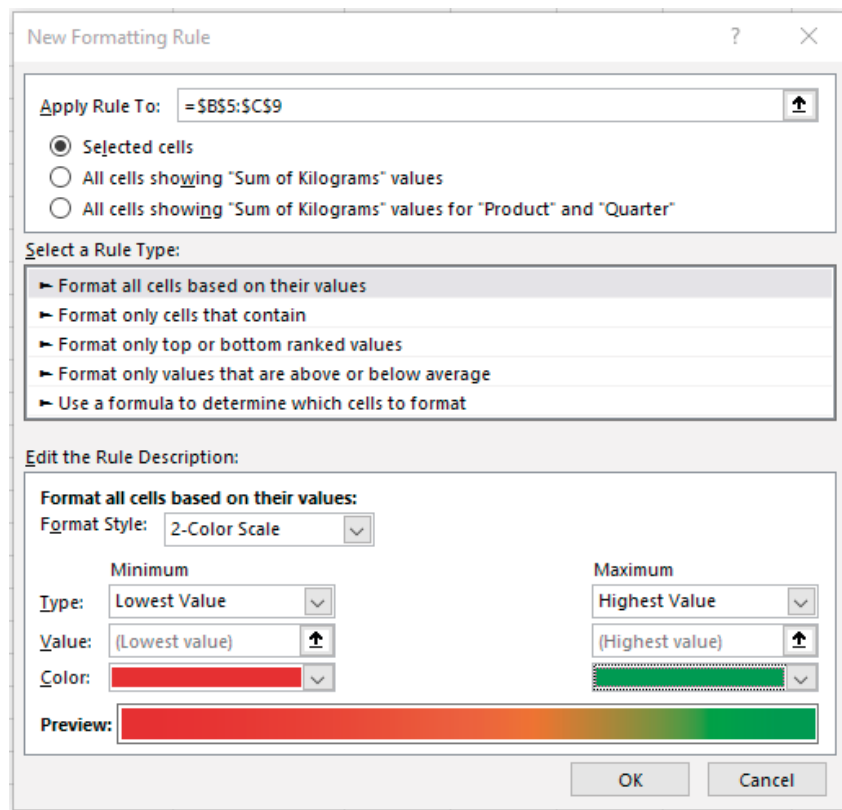 New Formatting Rule ?
Apply Rule To: =$B$5:$C$9
Selected cells
All cells showing "Sum of Kilograms" values
All cells showing "Sum of Kilograms" values for "Product" and "Quarter"
Select a Rule Type:
► Format all cells based on their values
► Format only cells that contain
► Format only top or bottom ranked values
► Format only values that are above or below average
► Use a formula to determine which cells to format
Edit the Rule Description:
Format all cells based on their values:
Format Style: 2-Color Scale
Minimum Maximum
Type: Lowest Value Highest Value
Value: (Lowest value) (Highest value)
Color:
Preview:
OK Cancel